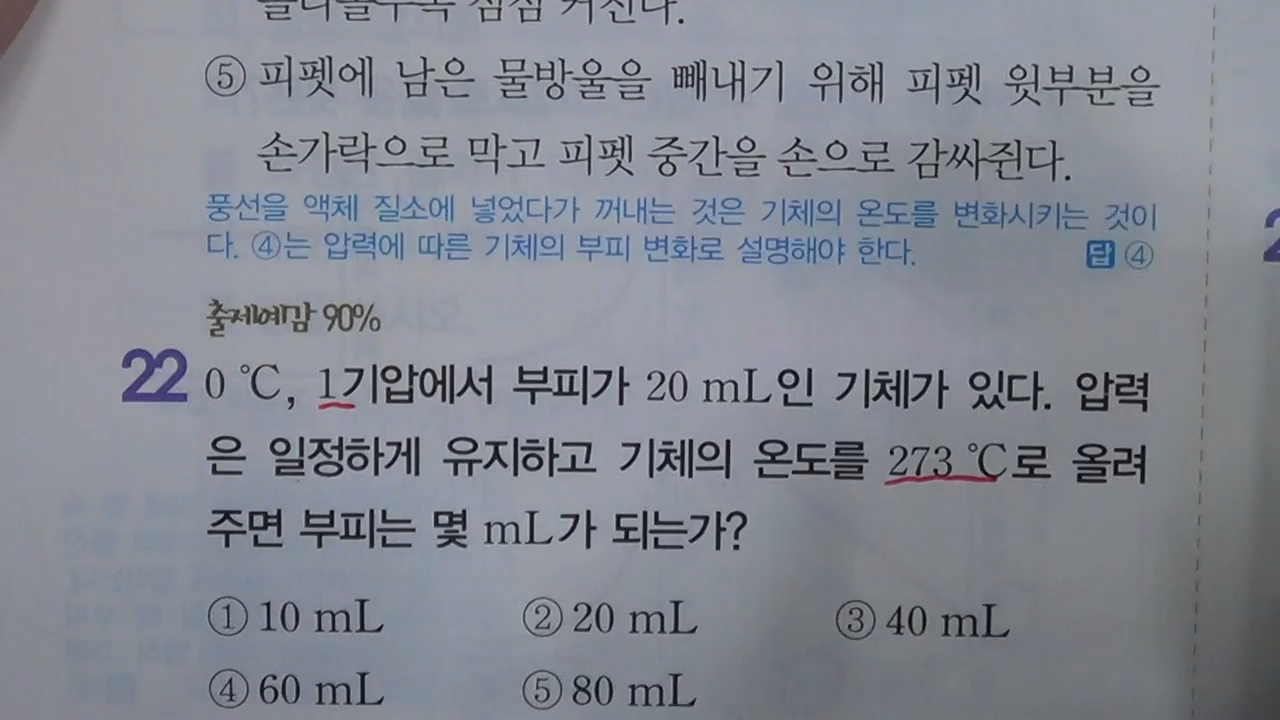 ⑤ 피펫에 남은 물방울을 빼내기 위해 피펫 윗부분을
손가락으로 막고 피펫 중간을 손으로 감싸쥔다.
풍선을 액체 질소에 넣었다가 꺼내는 것은 기체의 온도를 변화시키는 것이
다. ④는 압력에 따른 기체의 부피 변화로 설명해야 한다. 답 ④
출제예감 90%
22 0 ℃, 1기압에서 부피가 20 mL인 기체가 있다. 압력
은 일정하게 유지하고 기체의 온도를 273 ℃로 올려
주면 부피는 몇 mL가 되는가?
① 10 mL ② 20 mL ③ 40 mL
④ 60 mL ⑤ 80 mL